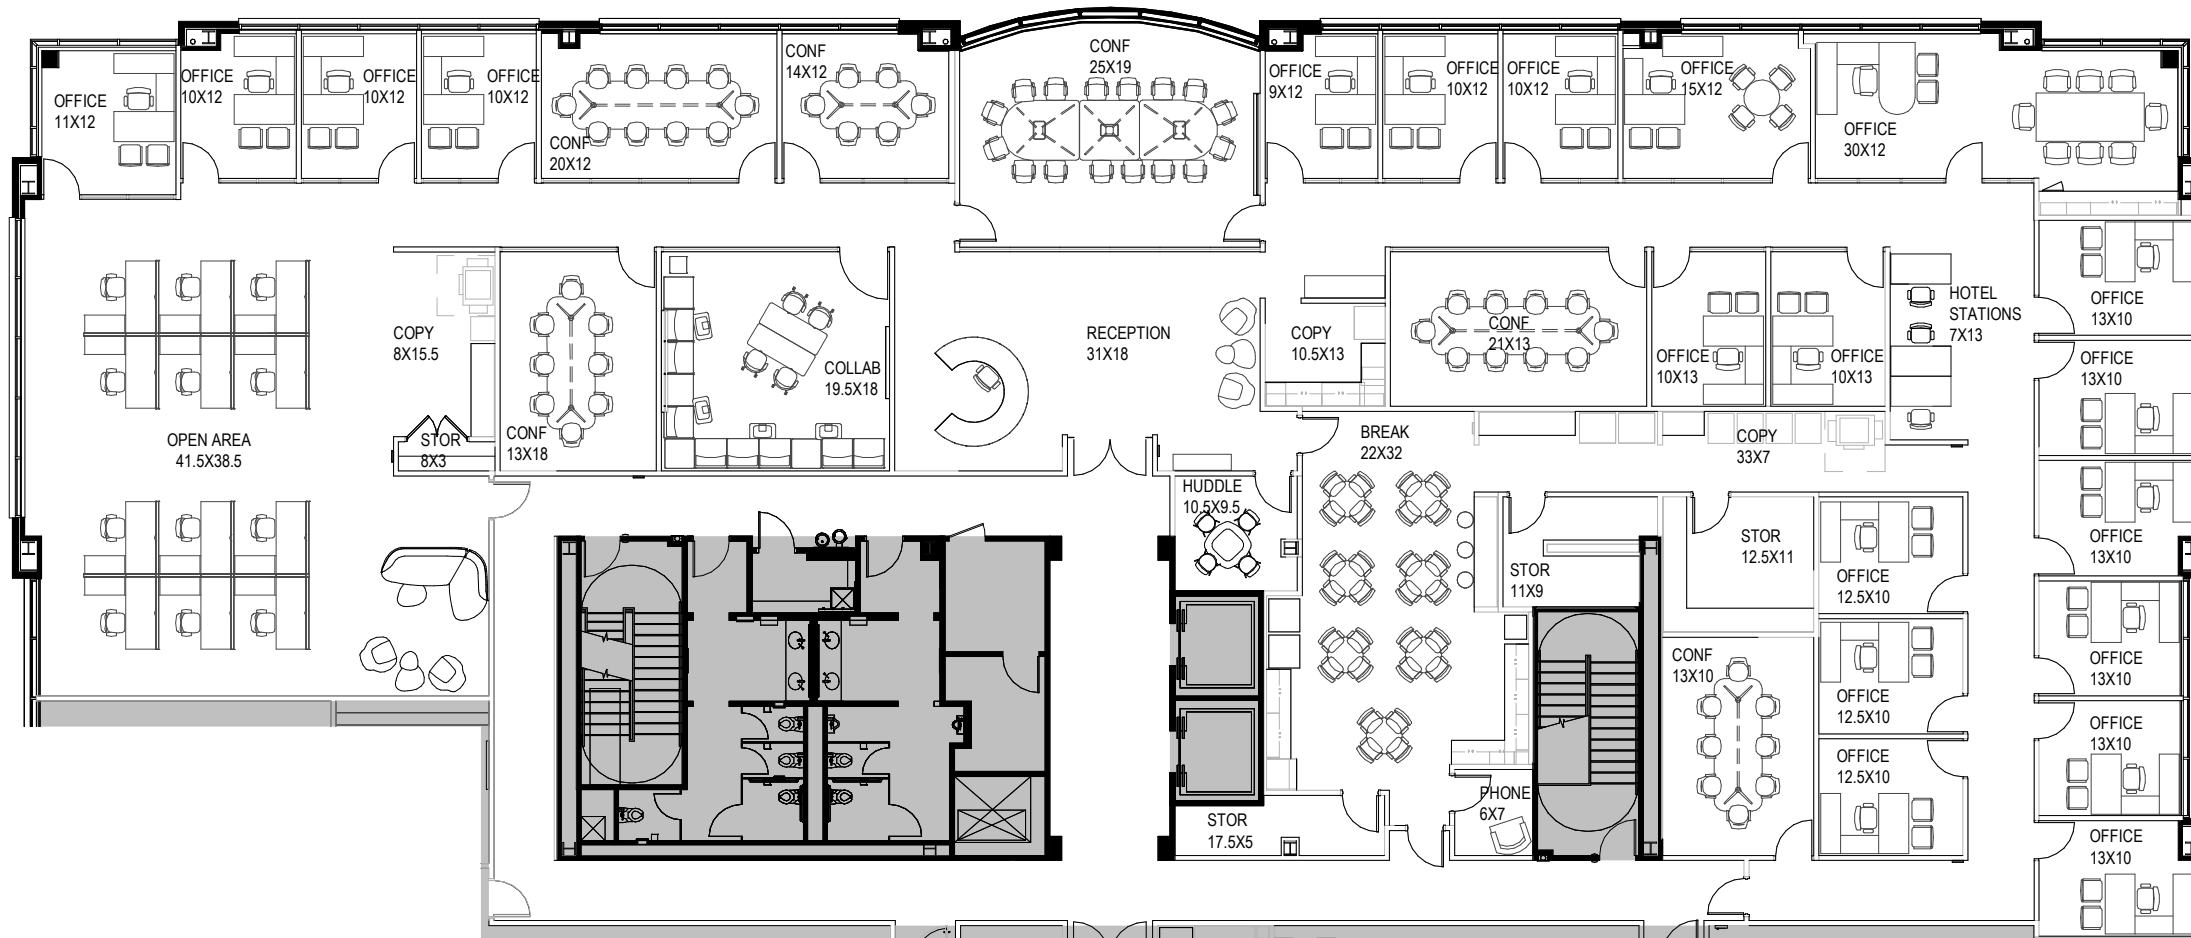 OFFICE
11X12
OFFICE
10X12
OFFICE
10X12
OFFICE
10X12
CONF
20X12
CONF
14X12
CONF
25X19
OFFICE
9X12
OFFICE
10X12
OFFICE
10X12
OFFICE
15X12
OFFICE
30X12
COPY
8X15.5
STOR
8X3
OPEN AREA
41.5X38.5
CONF
13X18
COLLAB
19.5X18
RECEPTION
31X18
COPY
10.5X13
CONF
21X13
OFFICE
10X13
OFFICE
10X13
HOTEL
STATIONS
7X13
OFFICE
13X10
OFFICE
13X10
BREAK
22X32
COPY
33X7
HUDDLE
10.5X9.5
STOR
11X9
STOR
12.5X11
OFFICE
12.5X10
OFFICE
13X10
CONF
13X10
OFFICE
12.5X10
OFFICE
13X10
OFFICE
12.5X10
OFFICE
13X10
PHONE
6X7
STOR
17.5X5
OFFICE
13X10